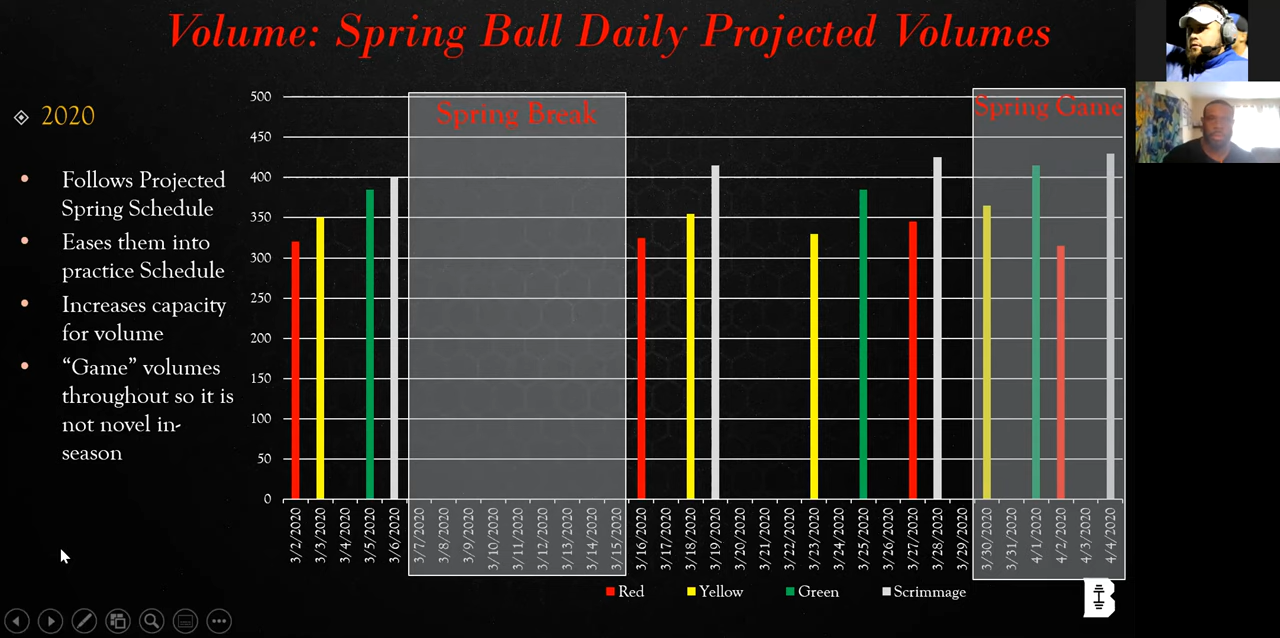 Volume: Spring Ball Daily Projected Volumes
2020
Follows Projected
Spring Schedule
Eases them into
practice Schedule
Increases capacity
for volume
“Game” volumes
throughout so it is
not novel in-
season
500
450
400
350
300
250
200
150
100
50
0
Spring Break
Spring Game
3/2/2020
3/3/2020
3/4/2020
3/5/2020
3/6/2020
3/7/2020
3/8/2020
3/9/2020
3/10/2020
3/11/2020
3/12/2020
3/13/2020
3/14/2020
3/15/2020
3/16/2020
3/17/2020
3/18/2020
3/19/2020
3/20/2020
3/21/2020
3/22/2020
3/23/2020
3/24/2020
3/25/2020
3/26/2020
3/27/2020
3/28/2020
3/29/2020
3/30/2020
3/31/2020
4/1/2020
4/2/2020
4/3/2020
4/4/2020
Red
Yellow
Green
Scrimmage
B